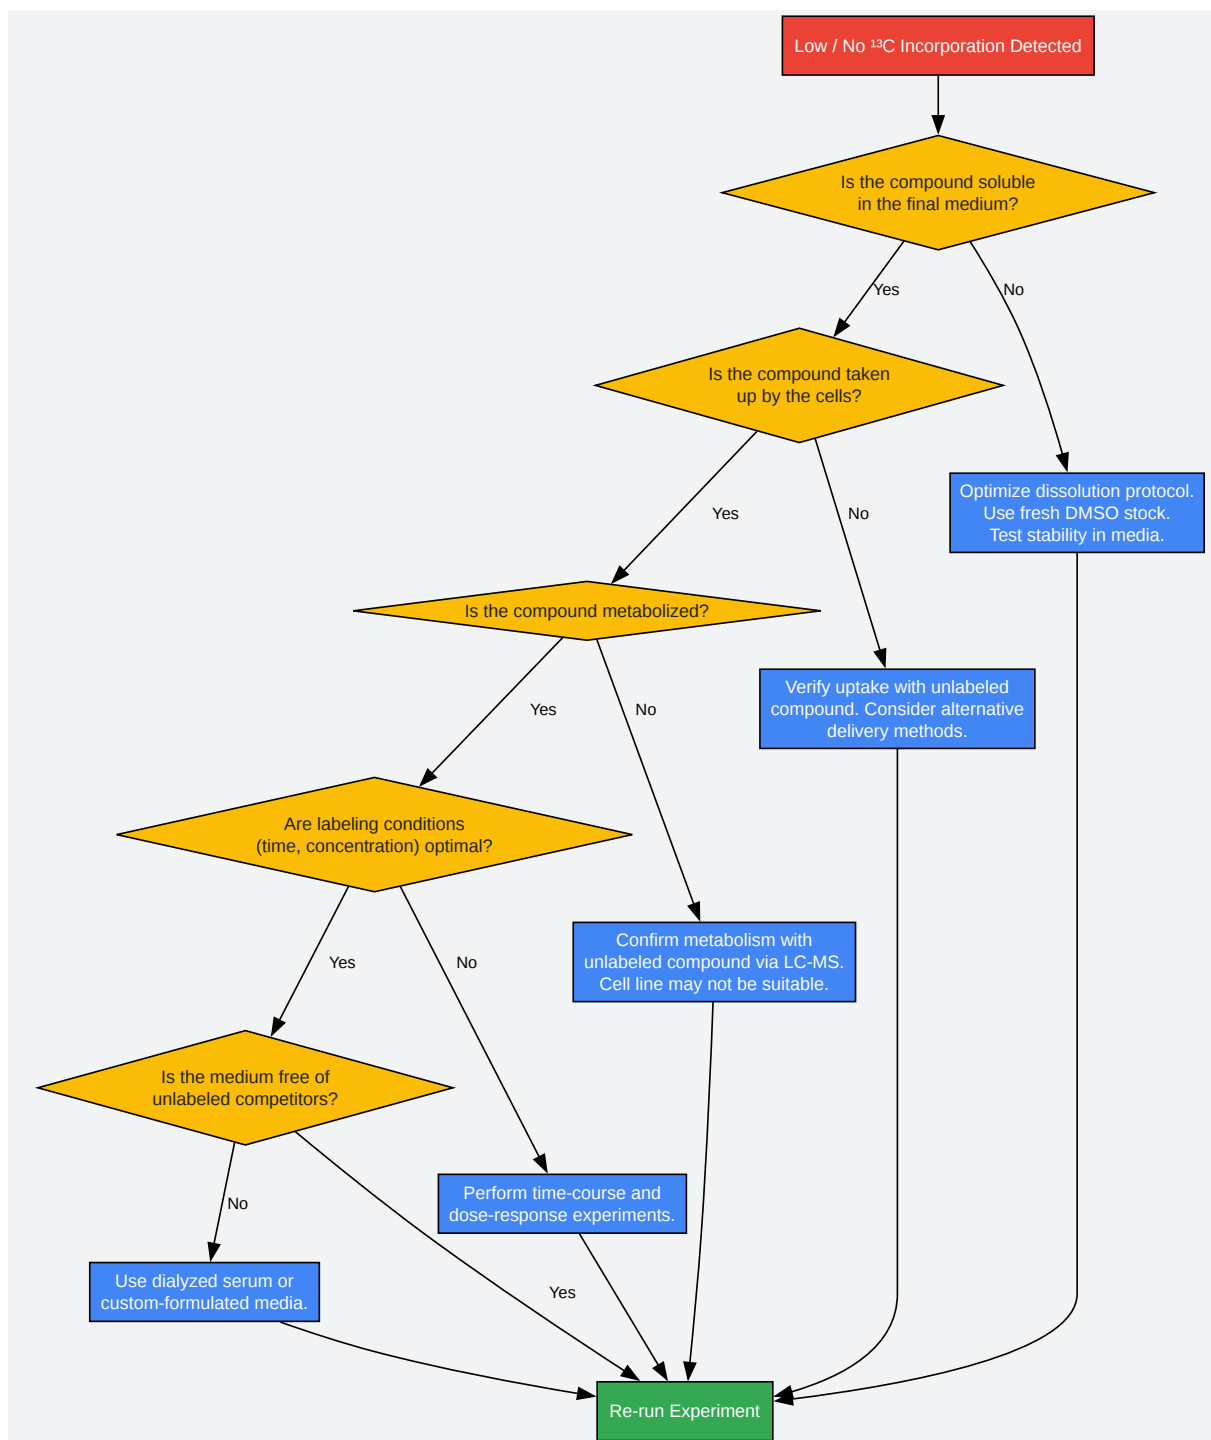 Low / No ¹³C Incorporation Detected
Is the compound soluble
in the final medium?
Yes
No
Is the compound taken
up by the cells?
Optimize dissolution protocol.
Use fresh DMSO stock.
Test stability in media.
Yes
No
Is the compound metabolized?
Verify uptake with unlabeled
compound. Consider alternative
delivery methods.
Yes
No
Are labeling conditions
(time, concentration) optimal?
Confirm metabolism with
unlabeled compound via LC-MS.
Cell line may not be suitable.
Yes
No
Is the medium free of
unlabeled competitors?
Perform time-course and
dose-response experiments.
No
Use dialyzed serum or
custom-formulated media.
Yes
Re-run Experiment